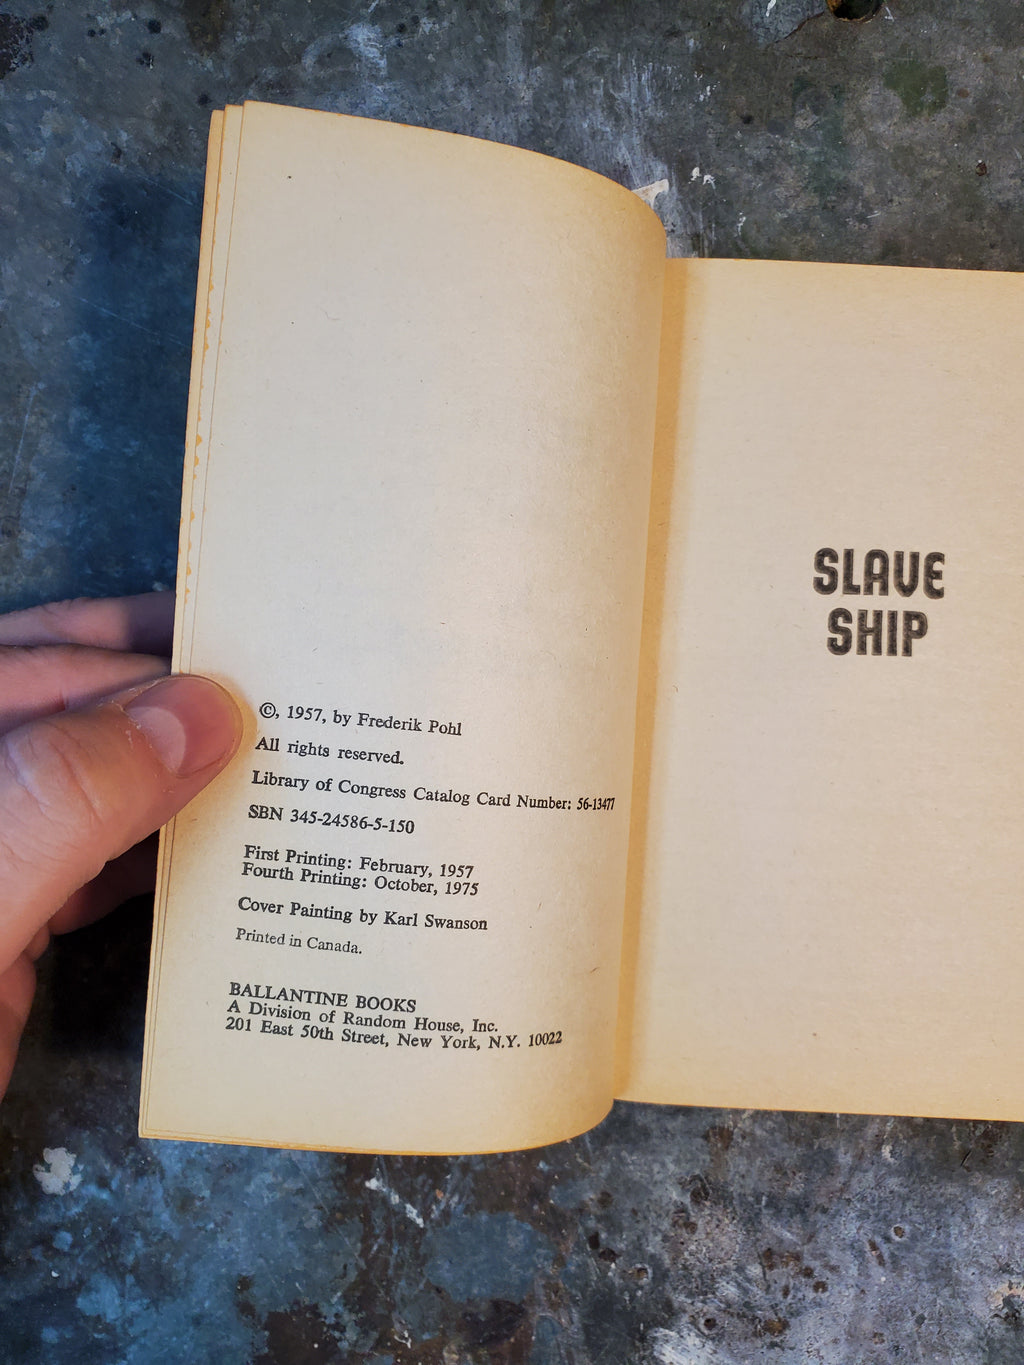 ©, 1957, by Frederik Pohl
All rights reserved.
Library of Congress Catalog Card Number: 56-13477
SBN 345-24586-5-150
First Printing: February, 1957
Fourth Printing: October, 1975
Cover Painting by Karl Swanson
Printed in Canada.
BALLANTINE BOOKS
A Division of Random House, Inc.
201 East 50th Street, New York, N.Y. 10022
SLAVE
SHIP